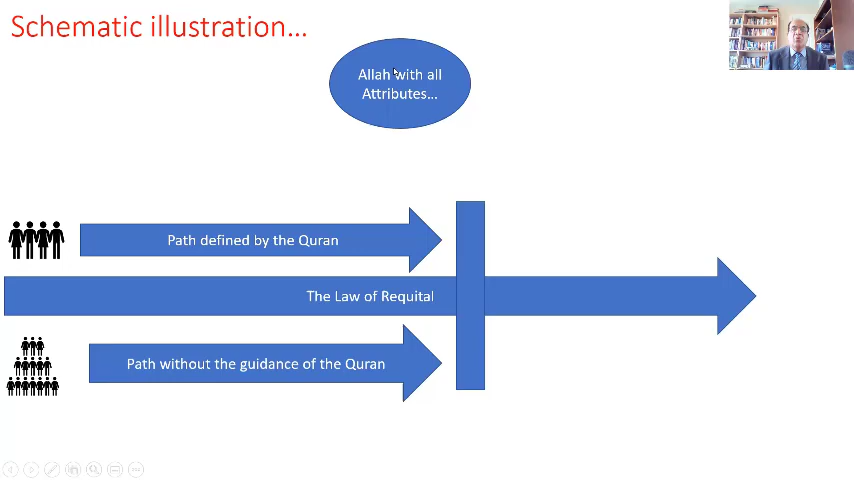 Schematic illustration...
Allah with all
Attributes...
Path defined by the Quran
The Law of Requital
Path without the guidance of the Quran